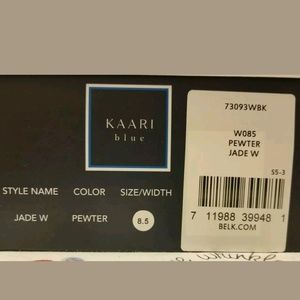 KAARI
blue
STYLE NAME COLOR SIZE/WIDTH
JADE W PEWTER 8.5
73093WBK
W085
PEWTER
JADE W
S5-3
7 11988 39948 1
BELK.COM